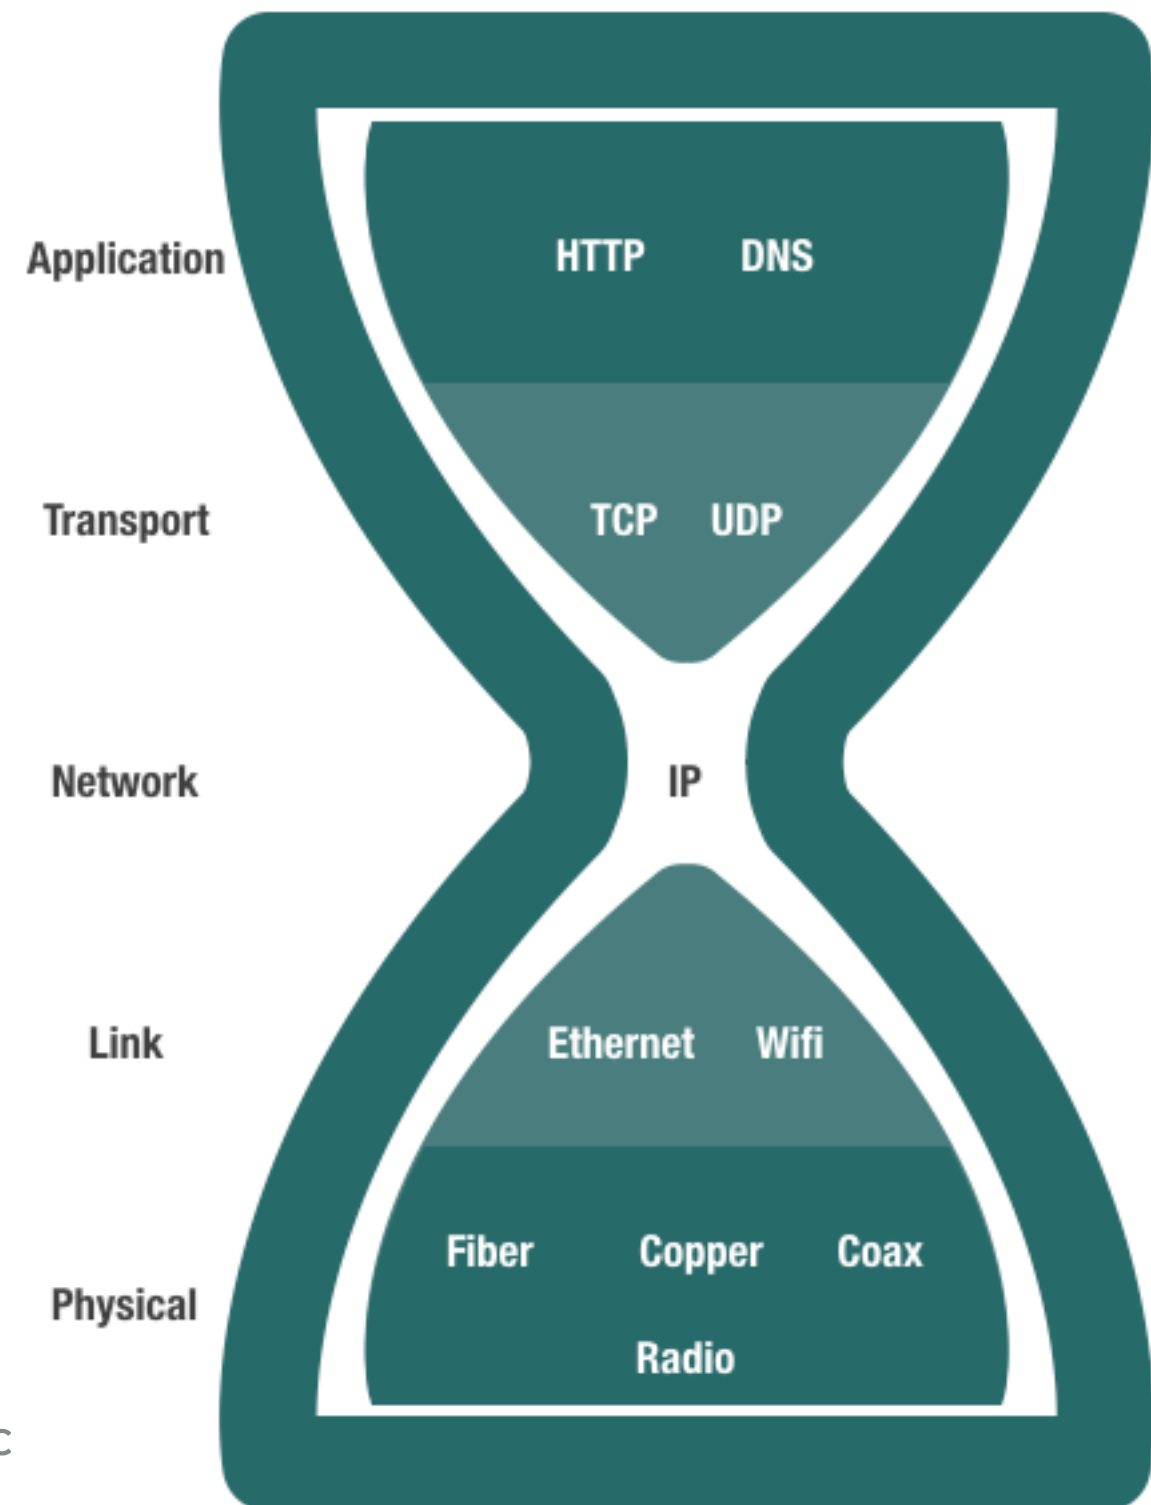 Application HTTP DNS
Transport TCP UDP
Network IP
Link Ethernet Wifi
Fiber Copper Coax
Physical
Radio
c